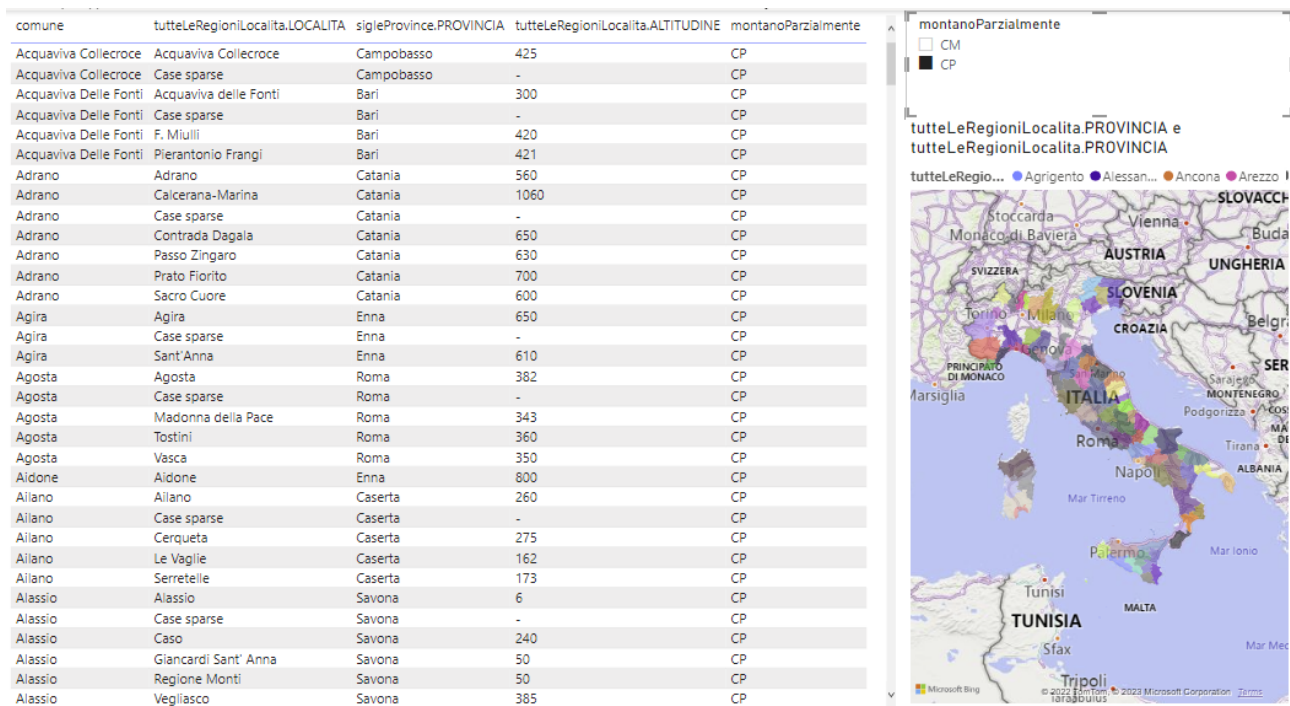 comune tutteLeRegioniLocalita.LOCALITA sigleProvince.PROVINCIA tutteLeRegioniLocalita.ALTITUDINE montanoParzialmente
Acquaviva Collecroce Acquaviva Collecroce Campobasso 425 CP
Acquaviva Collecroce Case sparse Campobasso - CP
Acquaviva Delle Fonti Acquaviva delle Fonti Bari 300 CP
Acquaviva Delle Fonti Case sparse Bari - CP
Acquaviva Delle Fonti F. Miulli Bari 420 CP
Acquaviva Delle Fonti Pierantonio Frangi Bari 421 CP
Adrano Adrano Catania 560 CP
Adrano Calcerana-Marina Catania 1060 CP
Adrano Case sparse Catania - CP
Adrano Contrada Dagala Catania 650 CP
Adrano Passo Zingaro Catania 630 CP
Adrano Prato Fiorito Catania 700 CP
Adrano Sacro Cuore Catania 600 CP
Agira Agira Enna 650 CP
Agira Case sparse Enna - CP
Agira Sant'Anna Enna 610 CP
Agosta Agosta Roma 382 CP
Agosta Case sparse Roma - CP
Agosta Madonna della Pace Roma 343 CP
Agosta Tostini Roma 360 CP
Agosta Vasca Roma 350 CP
Aidone Aidone Enna 800 CP
Ailano Ailano Caserta 260 CP
Ailano Case sparse Caserta - CP
Ailano Cerqueta Caserta 275 CP
Ailano Le Vaglie Caserta 162 CP
Ailano Serretelle Caserta 173 CP
Alassio Alassio Savona 6 CP
Alassio Case sparse Savona - CP
Alassio Caso Savona 240 CP
Alassio Giancardi Sant' Anna Savona 50 CP
Alassio Regione Monti Savona 50 CP
Alassio Vegliasco Savona 385 CP
montanoParzialmente
CM
CP
tutteLeRegioniLocalita.PROVINCIA e
tutteLeRegioniLocalita.PROVINCIA
tutteLeRegio... Agrigento Alessan... Ancona Arezzo
SLOVACCH
Stoccarda
Vienna
Monaco di Baviera
Buda
AUSTRIA
UNGHERIA
SVIZZERA
SLOVENIA
Torino
Milano
CROAZIA
Belgr
Genova
PRINCIPATO
DI MONACO
San Marino
SER
Sarajevo
Marsiglia
ITALIA
MONTENEGRO
Podgorizza
COS
MA
DE
Roma
Tirana
Napoli
ALBANIA
Mar Tirreno
Palermo
Mar Ionio
Tunisi
MALTA
TUNISIA
Sfax
Mar Med
Tripoli
Microsoft Bing
© 2022 TomTom, © 2023 Microsoft Corporation Terms